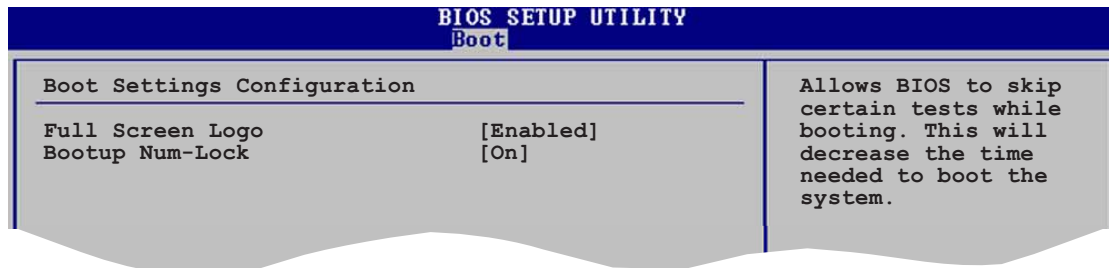 BIOS SETUP UTILITY
Boot
Boot Settings Configuration
Full Screen Logo [Enabled]
Bootup Num-Lock [On]
Allows BIOS to skip
certain tests while
booting. This will
decrease the time
needed to boot the
system.